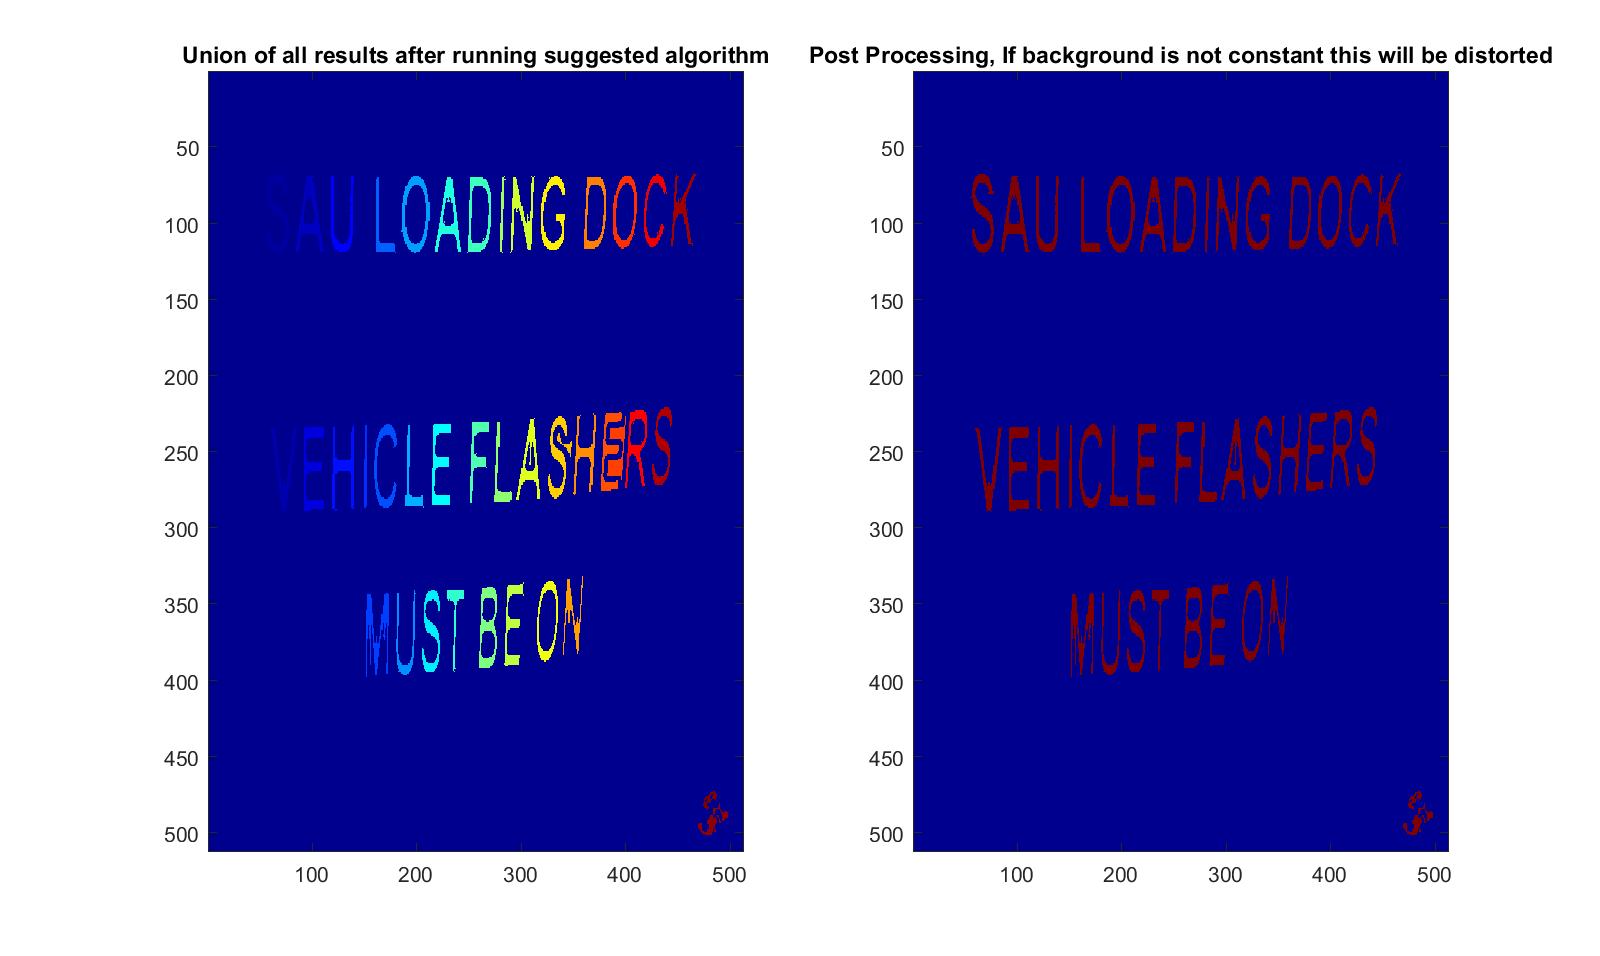 Union of all results after running suggested algorithm
50
100
150
200
250
300
350
400
450
500
100 200 300 400 500
SAU LOADING DOCK
VEHICLE FLASHERS
MUST BE ON
Post Processing, If background is not constant this will be distorted
50
100
150
200
250
300
350
400
450
500
100 200 300 400 500
SAU LOADING DOCK
VEHICLE FLASHERS
MUST BE ON